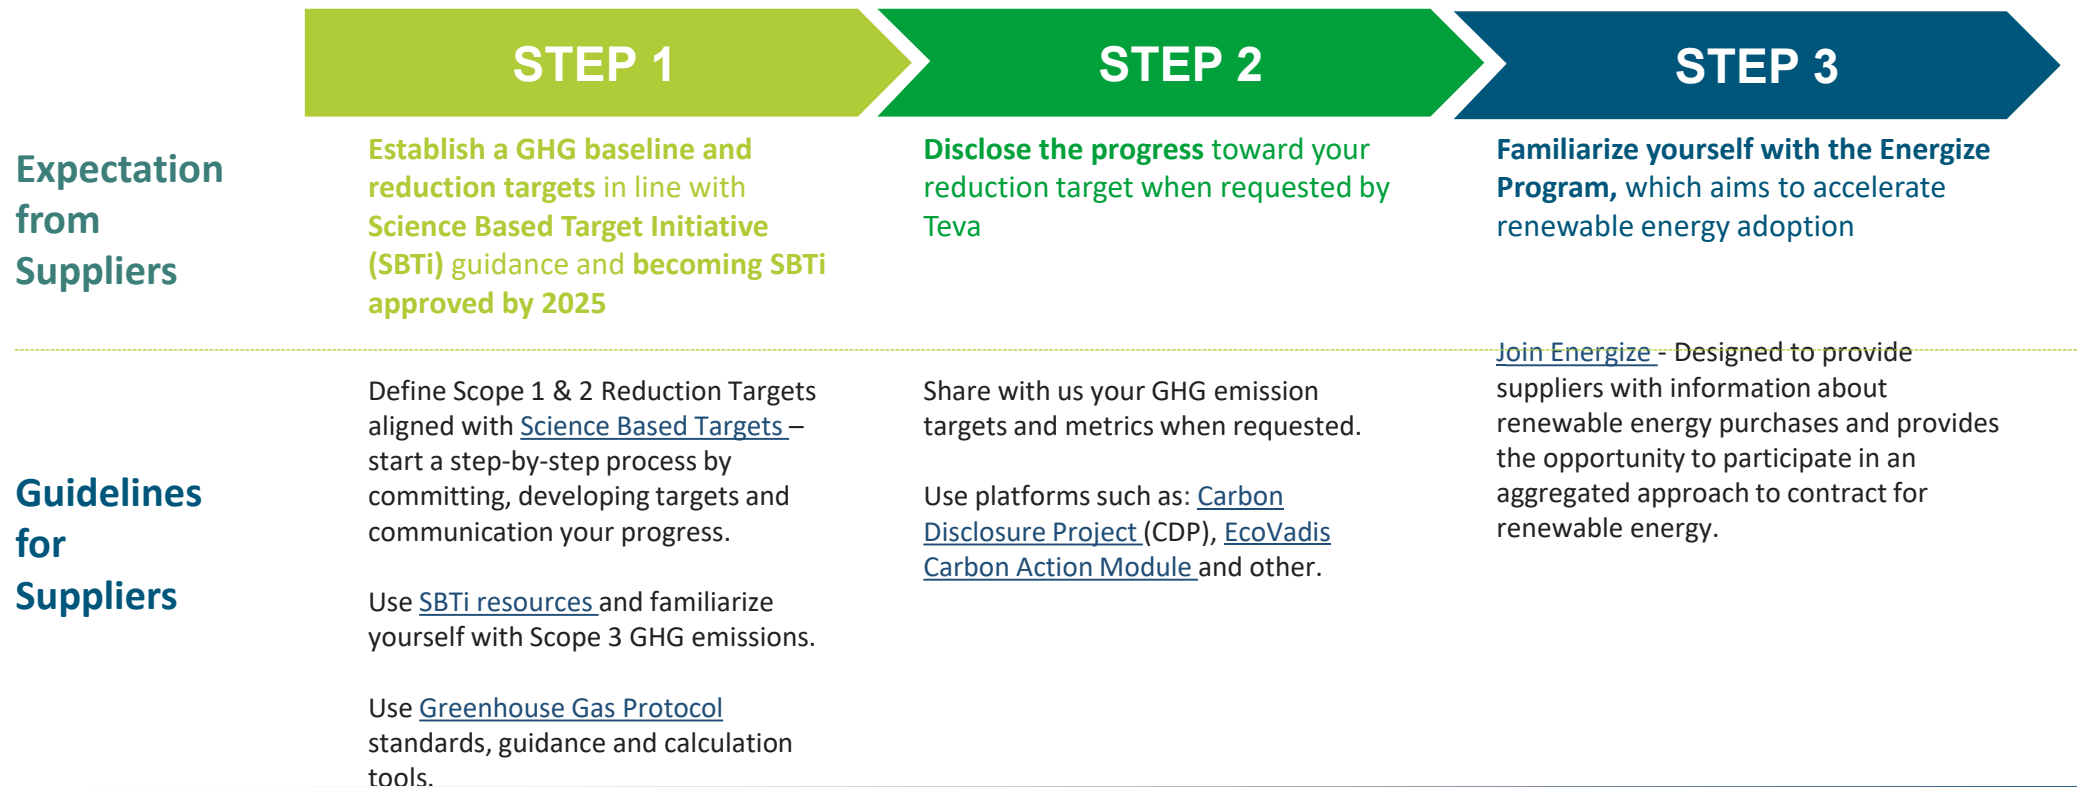 STEP 1
STEP 2
STEP 3
Expectation
from
Suppliers
Establish a GHG baseline and
reduction targets in line with
Science Based Target Initiative
(SBTi) guidance and becoming SBTi
approved by 2025
Disclose the progress toward your
reduction target when requested by
Teva
Familiarize yourself with the Energize
Program, which aims to accelerate
renewable energy adoption
Guidelines
for
Suppliers
Define Scope 1 & 2 Reduction Targets
aligned with Science Based Targets –
start a step-by-step process by
committing, developing targets and
communication your progress.
Use SBTi resources and familiarize
yourself with Scope 3 GHG emissions.
Use Greenhouse Gas Protocol
standards, guidance and calculation
tools.
Share with us your GHG emission
targets and metrics when requested.
Use platforms such as: Carbon
Disclosure Project (CDP), EcoVadis
Carbon Action Module and other.
Join Energize - Designed to provide
suppliers with information about
renewable energy purchases and provides
the opportunity to participate in an
aggregated approach to contract for
renewable energy.